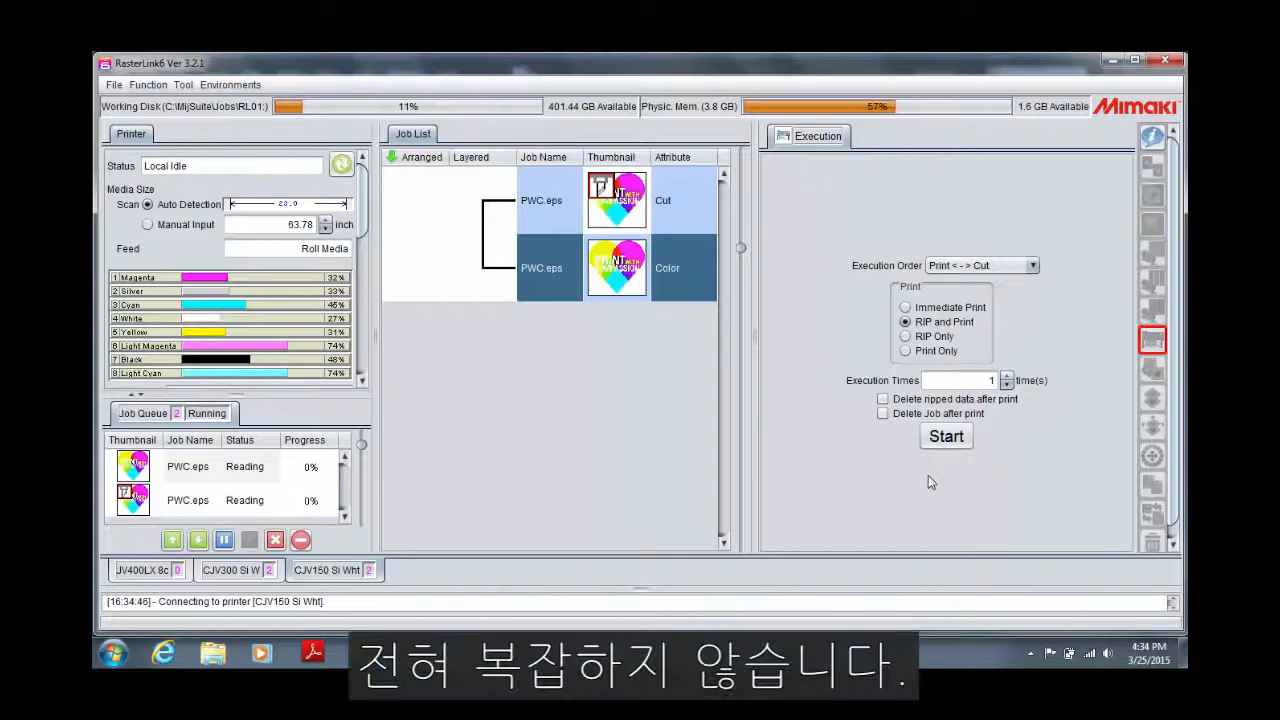 RasterLink6 Ver 3.2.1
File Function Tool Environments
Working Disk (C:\MijSuite\Jobs\RL01:) 11% 401.44 GB Available Physic. Mem. (3.8 GB) 57% 1.6 GB Available Mimaki
Printer
Status Local Idle
Media Size
Scan Auto Detection 23.0
Manual Input 63.78 inch
Feed Roll Media
1 Magenta 32%
2 Silver 33%
3 Cyan 45%
4 White 27%
5 Yellow 31%
6 Light Magenta 74%
7 Black 48%
8 Light Cyan 74%
Job Queue 2 Running
Thumbnail Job Name Status Progress
PWC.eps Reading 0%
PWC.eps Reading 0%
Job List
Arranged Layered Job Name Thumbnail Attribute
PWC.eps Cut
PWC.eps Color
Execution
Execution Order Print < - > Cut
Print
Immediate Print
RIP and Print
RIP Only
Print Only
Execution Times 1 time(s)
Delete ripped data after print
Delete Job after print
Start
JV400LX 8c 0 CJV300 Si W 2 CJV150 Si Wht 2
[16:34:46] - Connecting to printer [CJV150 Si Wht].
4:34 PM
3/25/2015
전혀 복잡하지 않습니다.